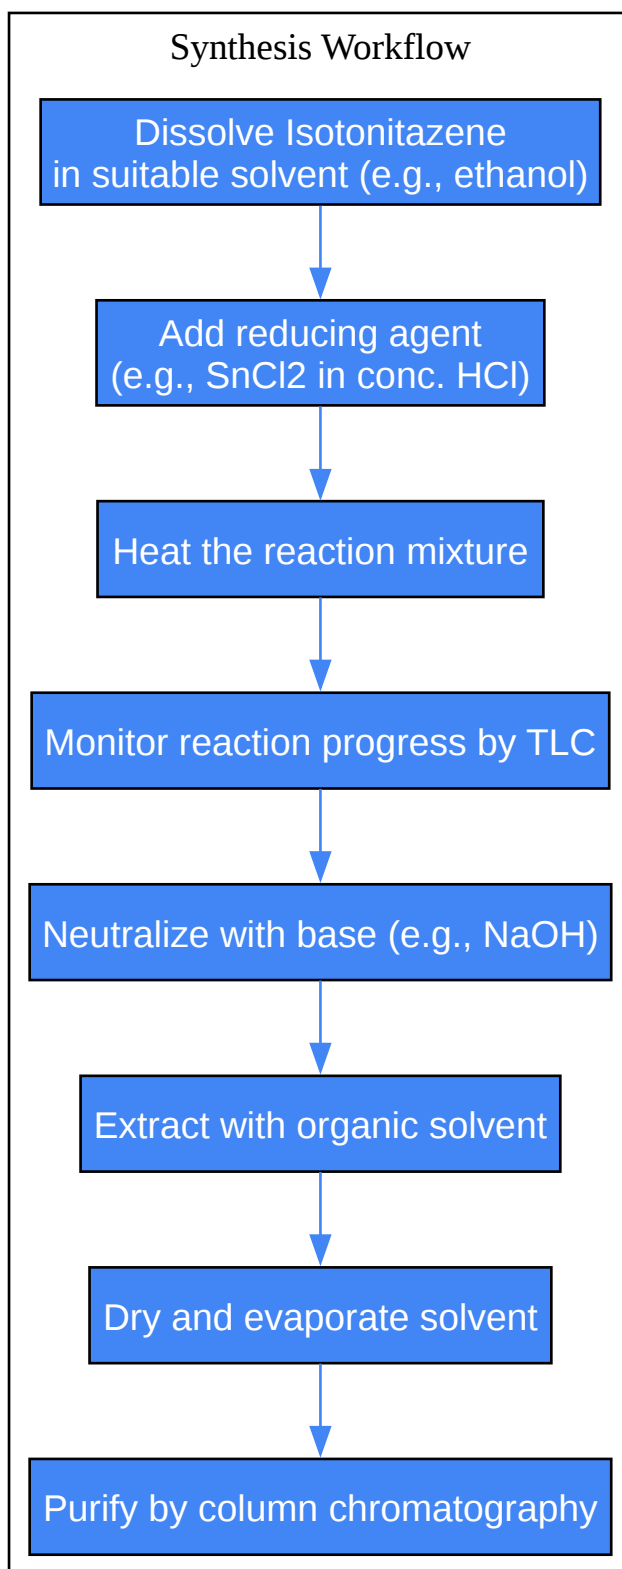 Synthesis Workflow
Dissolve Isotonitazene
in suitable solvent (e.g., ethanol)
Add reducing agent
(e.g., SnCl2 in conc. HCl)
Heat the reaction mixture
Monitor reaction progress by TLC
Neutralize with base (e.g., NaOH)
Extract with organic solvent
Dry and evaporate solvent
Purify by column chromatography